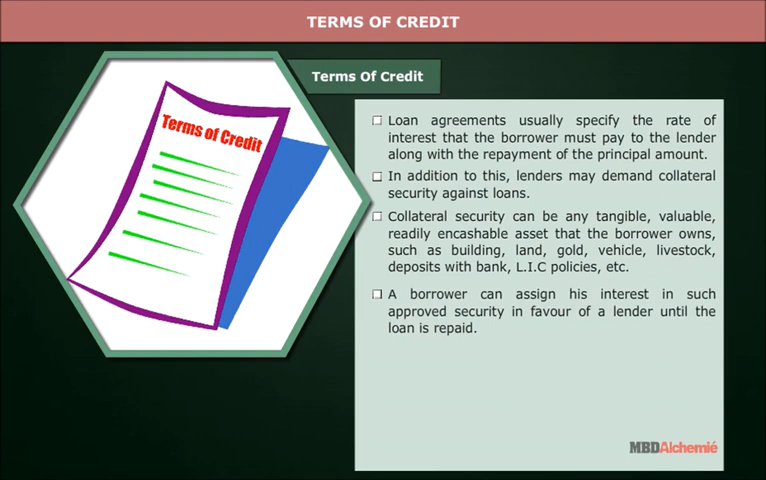 TERMS OF CREDIT
Terms Of Credit
Terms of Credit
Loan agreements usually specify the rate of
interest that the borrower must pay to the lender
along with the repayment of the principal amount.
In addition to this, lenders may demand collateral
security against loans.
Collateral security can be any tangible, valuable,
readily encashable asset that the borrower owns,
such as building, land, gold, vehicle, livestock,
deposits with bank, L.I.C policies, etc.
A borrower can assign his interest in such
approved security in favour of a lender until the
loan is repaid.
MBDAlchemié